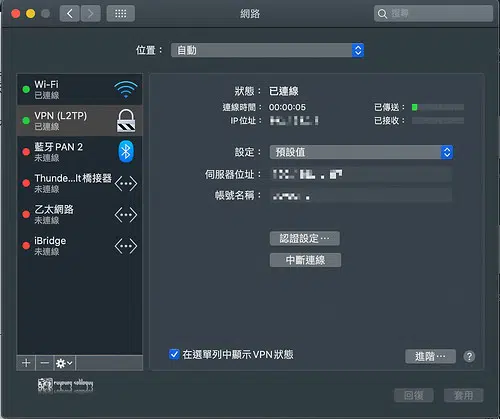 網路
搜尋
位置：
自動
Wi-Fi
已連線
VPN (L2TP)
已連線
藍牙 PAN 2
未連線
Thunde...lt 橋接器
未連線
乙太網路
未連線
iBridge
未連線
狀態： 已連線
連線時間： 00:00:05
已傳送：
IP 位址：
已接收：
設定： 預設值
伺服器位址：
帳號名稱：
認證設定…
中斷連線
在選單列中顯示 VPN 狀態
進階…
?
回復
套用